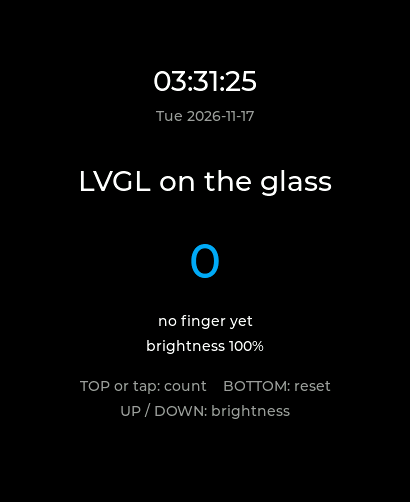 03:31:25
Tue 2026-11-17
LVGL on the glass
0
no finger yet
brightness 100%
TOP or tap: count    BOTTOM: reset
UP / DOWN: brightness